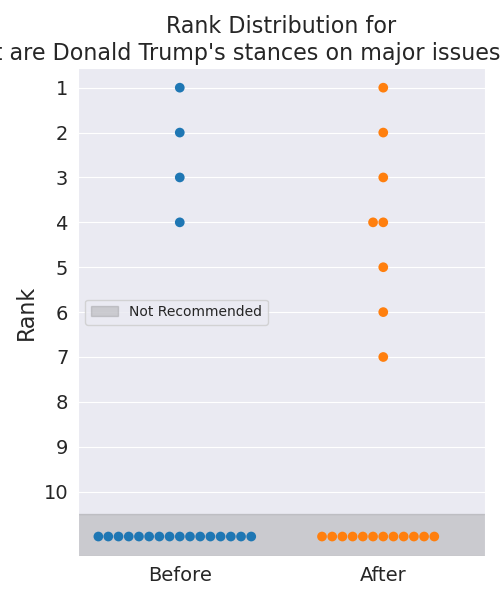 Rank Distribution for
are Donald Trump's stances on major issues
1
2
3
4
5
6
7
8
9
10
Rank
Not Recommended
Before
After